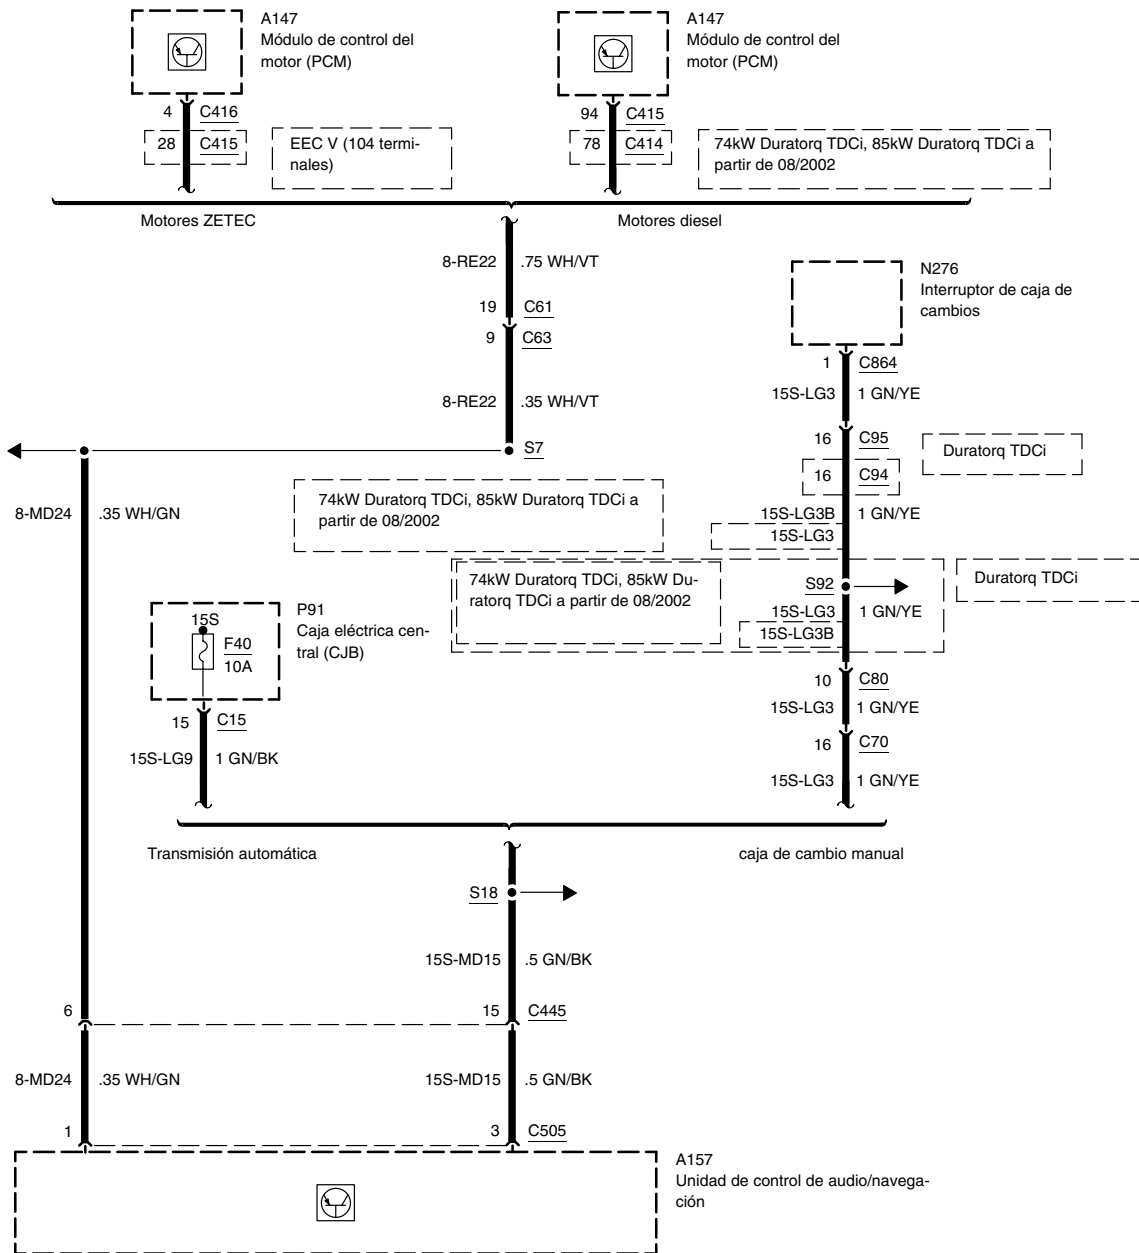 A147
Módulo de control del
motor (PCM)
A147
Módulo de control del
motor (PCM)
4 C416
28 C415
EEC V (104 termi-
nales)
94 C415
78 C414
74kW Duratorq TDCi, 85kW Duratorq TDCi a
partir de 08/2002
Motores ZETEC
Motores diesel
8-RE22 .75 WH/VT
N276
Interruptor de caja de
cambios
19 C61
9 C63
1 C864
15S-LG3 1 GN/YE
8-RE22 .35 WH/VT
S7
16 C95
Duratorq TDCi
16 C94
74kW Duratorq TDCi, 85kW Duratorq TDCi a
partir de 08/2002
8-MD24 .35 WH/GN
15S-LG3B 1 GN/YE
15S-LG3
74kW Duratorq TDCi, 85kW Du-
ratorq TDCi a partir de 08/2002
S92
Duratorq TDCi
15S-LG3 1 GN/YE
15S-LG3B
P91
Caja eléctrica cen-
tral (CJB)
15S
F40
10A
10 C80
15 C15
15S-LG3 1 GN/YE
16 C70
15S-LG9 1 GN/BK
15S-LG3 1 GN/YE
Transmisión automática
caja de cambio manual
S18
15S-MD15 .5 GN/BK
6
15 C445
8-MD24 .35 WH/GN
15S-MD15 .5 GN/BK
1
3 C505
A157
Unidad de control de audio/navega-
ción